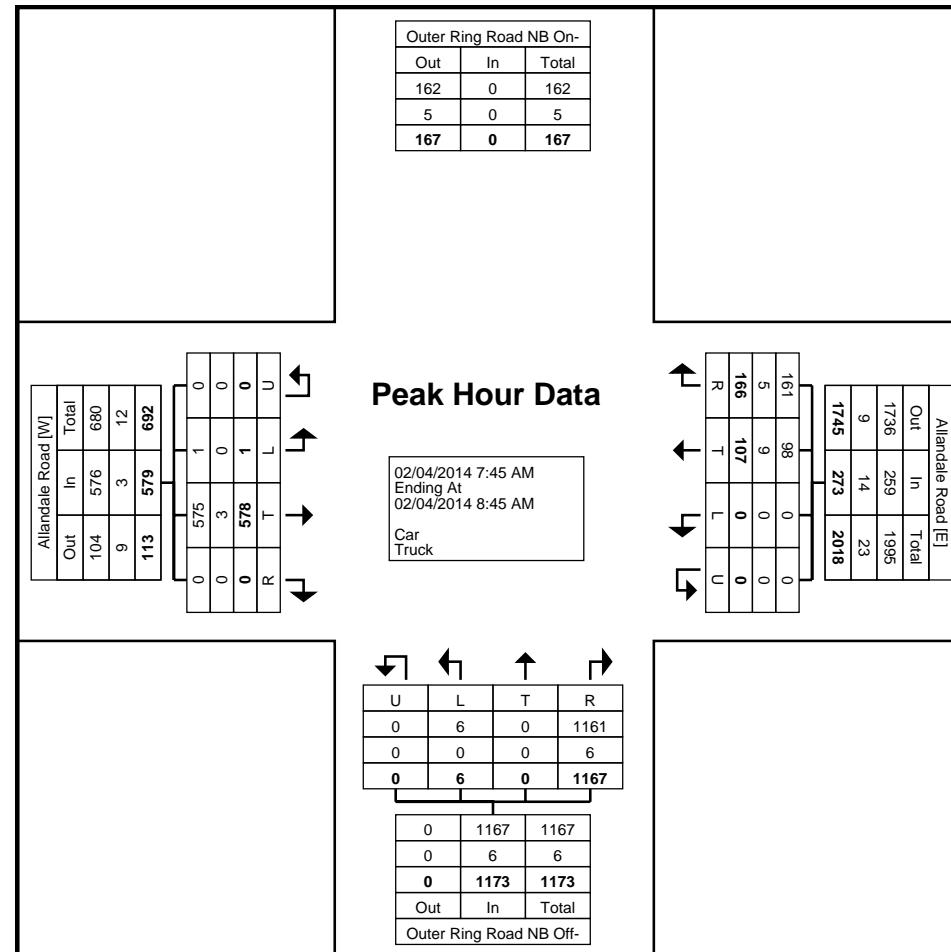 Outer Ring Road NB On-
Out In Total
162 0 162
5 0 5
167 0 167
Allandale Road [W]
Total In Out
680 576 104
12 3 9
692 579 113
0 0 0 U
1 0 1 L
575 3 578 T
0 0 0 R
Peak Hour Data
02/04/2014 7:45 AM
Ending At
02/04/2014 8:45 AM
Car
Truck
R 166 5 161
T 107 9 98
L 0 0 0
U 0 0 0
Allandale Road [E]
Out In Total
1736 259 1995
9 14 23
1745 273 2018
U L T R
0 6 0 1161
0 0 0 6
0 6 0 1167
0 1167 1167
0 6 6
0 1173 1173
Out In Total
Outer Ring Road NB Off-